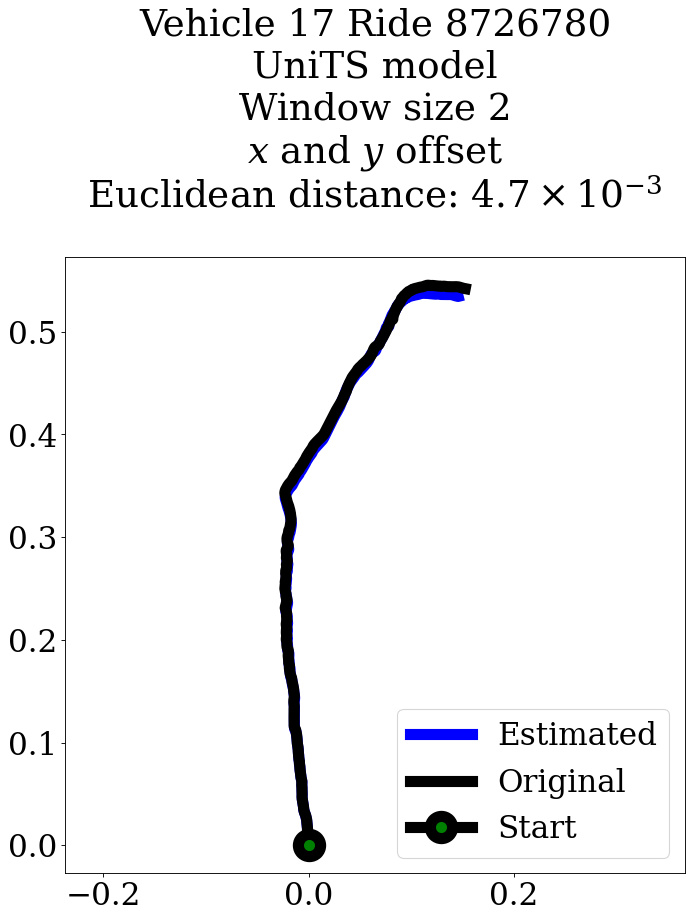 Vehicle 17 Ride 8726780
UniTS model
Window size 2
x and y offset
Euclidean distance: 4.7 × 10⁻³
0.5
0.4
0.3
0.2
0.1
0.0
−0.2
0.0
0.2
Estimated
Original
Start